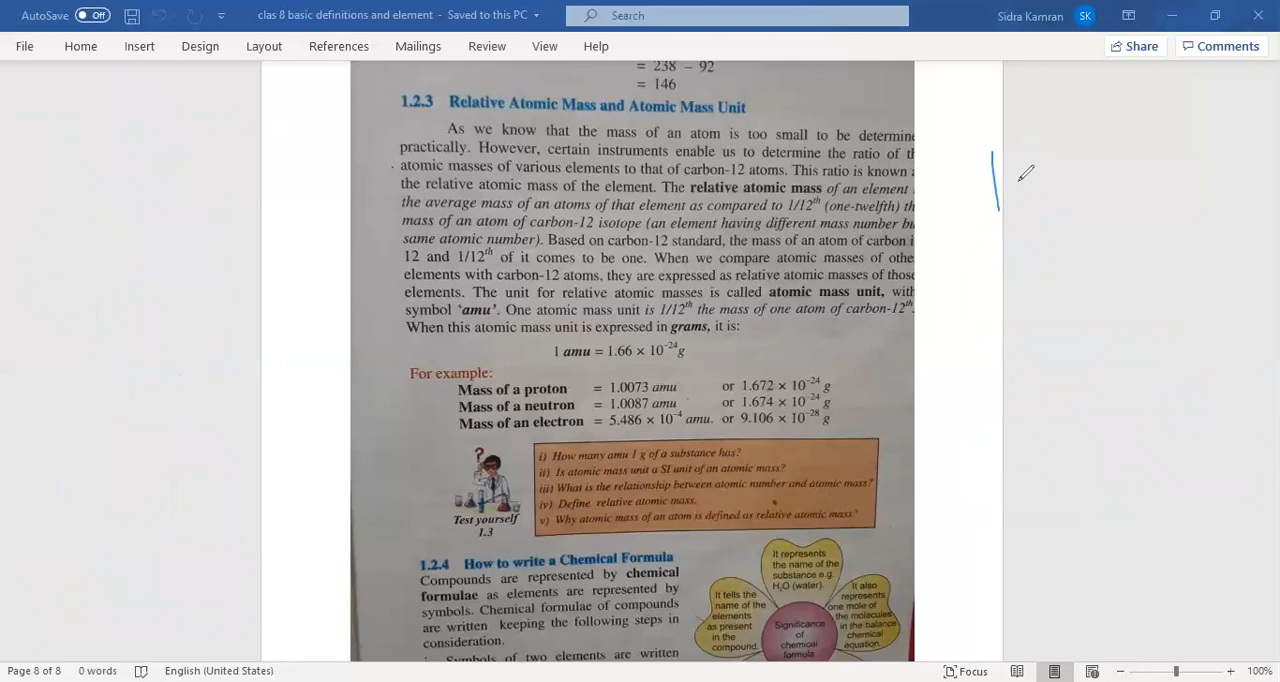 AutoSave Off clas 8 basic definitions and element - Saved to this PC Search Sidra Kamran SK
File Home Insert Design Layout References Mailings Review View Help Share Comments
= 238 – 92
= 146
1.2.3 Relative Atomic Mass and Atomic Mass Unit
As we know that the mass of an atom is too small to be determine
practically. However, certain instruments enable us to determine the ratio of th
atomic masses of various elements to that of carbon-12 atoms. This ratio is known a
the relative atomic mass of the element. The relative atomic mass of an element
the average mass of an atoms of that element as compared to 1/12th (one-twelfth) th
mass of an atom of carbon-12 isotope (an element having different mass number bu
same atomic number). Based on carbon-12 standard, the mass of an atom of carbon i
12 and 1/12th of it comes to be one. When we compare atomic masses of othe
elements with carbon-12 atoms, they are expressed as relative atomic masses of those
elements. The unit for relative atomic masses is called atomic mass unit, with
symbol 'amu'. One atomic mass unit is 1/12th the mass of one atom of carbon-12th.
When this atomic mass unit is expressed in grams, it is:
1 amu = 1.66 × 10⁻²⁴g
For example:
Mass of a proton = 1.0073 amu or 1.672 × 10⁻²⁴ g
Mass of a neutron = 1.0087 amu or 1.674 × 10⁻²⁴ g
Mass of an electron = 5.486 × 10⁻⁴ amu. or 9.106 × 10⁻²⁸ g
?
Test yourself
1.3
i) How many amu 1 g of a substance has?
ii) Is atomic mass unit a SI unit of an atomic mass?
iii) What is the relationship between atomic number and atomic mass?
iv) Define relative atomic mass.
v) Why atomic mass of an atom is defined as relative atomic mass?
1.2.4 How to write a Chemical Formula
Compounds are represented by chemical
formulae as elements are represented by
symbols. Chemical formulae of compounds
are written keeping the following steps in
consideration.
i. Symbols of two elements are written
It represents
the name of the
substance e.g.
H₂O (water).
It tells the
name of the
elements
as present
in the
compound.
It also
represents
one mole of
the molecules
in the balance
chemical
equation.
Significance
of
chemical
formula
Page 8 of 8 0 words English (United States) Focus 100%